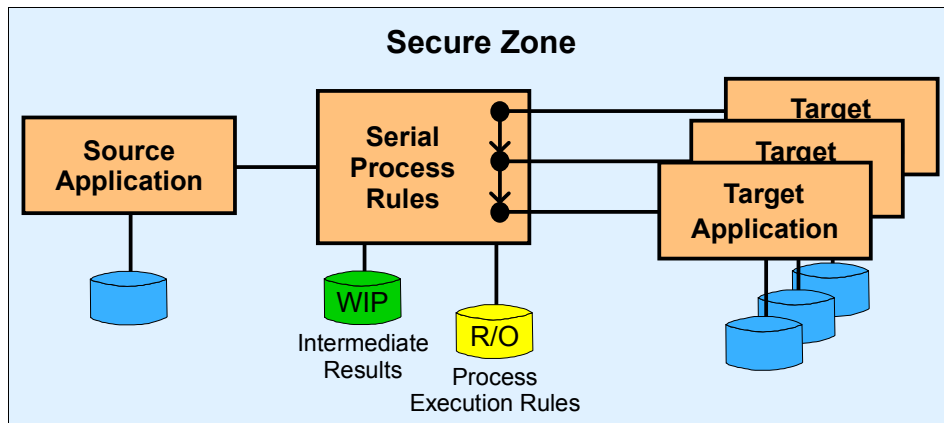 Secure Zone
Source
Application
Serial
Process
Rules
Target
Target
Target
Application
WIP
Intermediate
Results
R/O
Process
Execution Rules